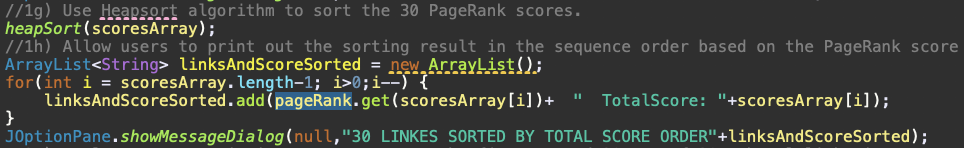 //1g) Use Heapsort algorithm to sort the 30 PageRank scores.
heapSort(scoresArray);
//1h) Allow users to print out the sorting result in the sequence order based on the PageRank score
ArrayList<String> linksAndScoreSorted = new ArrayList();
for(int i = scoresArray.length-1; i>0;i--) {
linksAndScoreSorted.add(pageRank.get(scoresArray[i])+ "  TotalScore: "+scoresArray[i]);
}
JOptionPane.showMessageDialog(null,"30 LINKES SORTED BY TOTAL SCORE ORDER"+linksAndScoreSorted);